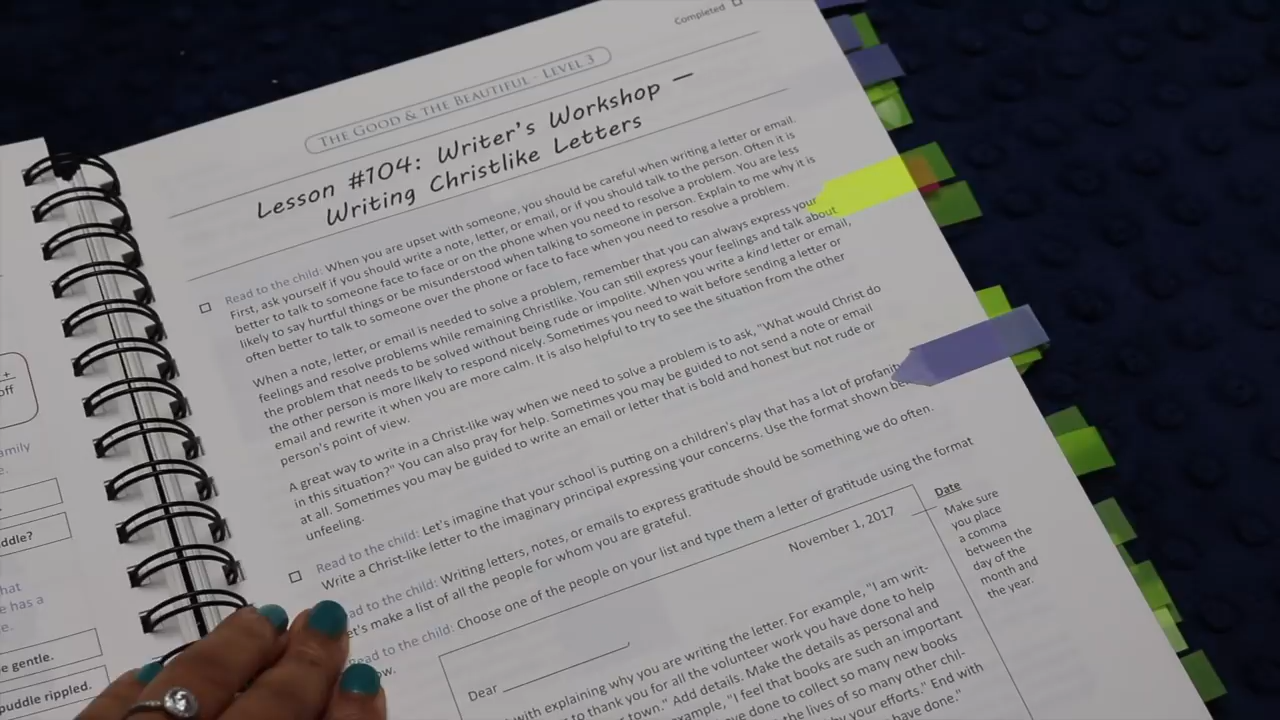 Completed
THE GOOD & THE BEAUTIFUL - LEVEL 3
Lesson #104: Writer's Workshop —
Writing Christlike Letters
Read to the child: When you are upset with someone, you should be careful when writing a letter or email.
First, ask yourself if you should write a note, letter, or email, or if you should talk to the person. Often it is
better to talk to someone face to face or on the phone when you need to resolve a problem. You are less
likely to say hurtful things or be misunderstood when talking to someone in person. Explain to me why it is
often better to talk to someone over the phone or face to face when you need to resolve a problem.
When a note, letter, or email is needed to solve a problem, remember that you can always express your
feelings and resolve problems while remaining Christlike. You can still express your feelings and talk about
the problem that needs to be solved without being rude or impolite. When you write a kind letter or email,
the other person is more likely to respond nicely. Sometimes you need to wait before sending a letter or
email and rewrite it when you are more calm. It is also helpful to try to see the situation from the other
person's point of view.
A great way to write in a Christ-like way when we need to solve a problem is to ask, "What would Christ do
in this situation?" You can also pray for help. Sometimes you may be guided to not send a note or email
at all. Sometimes you may be guided to write an email or letter that is bold and honest but not rude or
unfeeling.
Read to the child: Let's imagine that your school is putting on a children's play that has a lot of profanity
Write a Christ-like letter to the imaginary principal expressing your concerns. Use the format shown be
ad to the child: Writing letters, notes, or emails to express gratitude should be something we do often.
et's make a list of all the people for whom you are grateful.
ead to the child: Choose one of the people on your list and type them a letter of gratitude using the format
ow.
November 1, 2017
Date
Make sure
you place
a comma
between the
day of the
month and
the year.
Dear
with explaining why you are writing the letter. For example, "I am writ-
to thank you for all the volunteer work you have done to help
r town." Add details. Make the details as personal and
example, "I feel that books are such an important
ve done to collect so many new books
the lives of so many other chil-
by your efforts." End with
have done."
+
off
amily
e.
ddle?
hat
e has a
e.
e gentle.
puddle rippled.